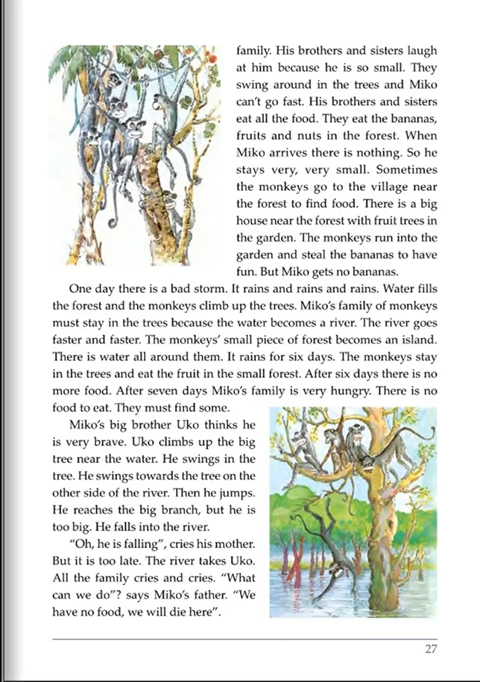 family. His brothers and sisters laugh
at him because he is so small. They
swing around in the trees and Miko
can't go fast. His brothers and sisters
eat all the food. They eat the bananas,
fruits and nuts in the forest. When
Miko arrives there is nothing. So he
stays very, very small. Sometimes
the monkeys go to the village near
the forest to find food. There is a big
house near the forest with fruit trees in
the garden. The monkeys run into the
garden and steal the bananas to have
fun. But Miko gets no bananas.
One day there is a bad storm. It rains and rains and rains. Water fills
the forest and the monkeys climb up the trees. Miko's family of monkeys
must stay in the trees because the water becomes a river. The river goes
faster and faster. The monkeys' small piece of forest becomes an island.
There is water all around them. It rains for six days. The monkeys stay
in the trees and eat the fruit in the small forest. After six days there is no
more food. After seven days Miko's family is very hungry. There is no
food to eat. They must find some.
Miko's big brother Uko thinks he
is very brave. Uko climbs up the big
tree near the water. He swings in the
tree. He swings towards the tree on the
other side of the river. Then he jumps.
He reaches the big branch, but he is
too big. He falls into the river.
"Oh, he is falling", cries his mother.
But it is too late. The river takes Uko.
All the family cries and cries. "What
can we do"? says Miko's father. "We
have no food, we will die here".
27